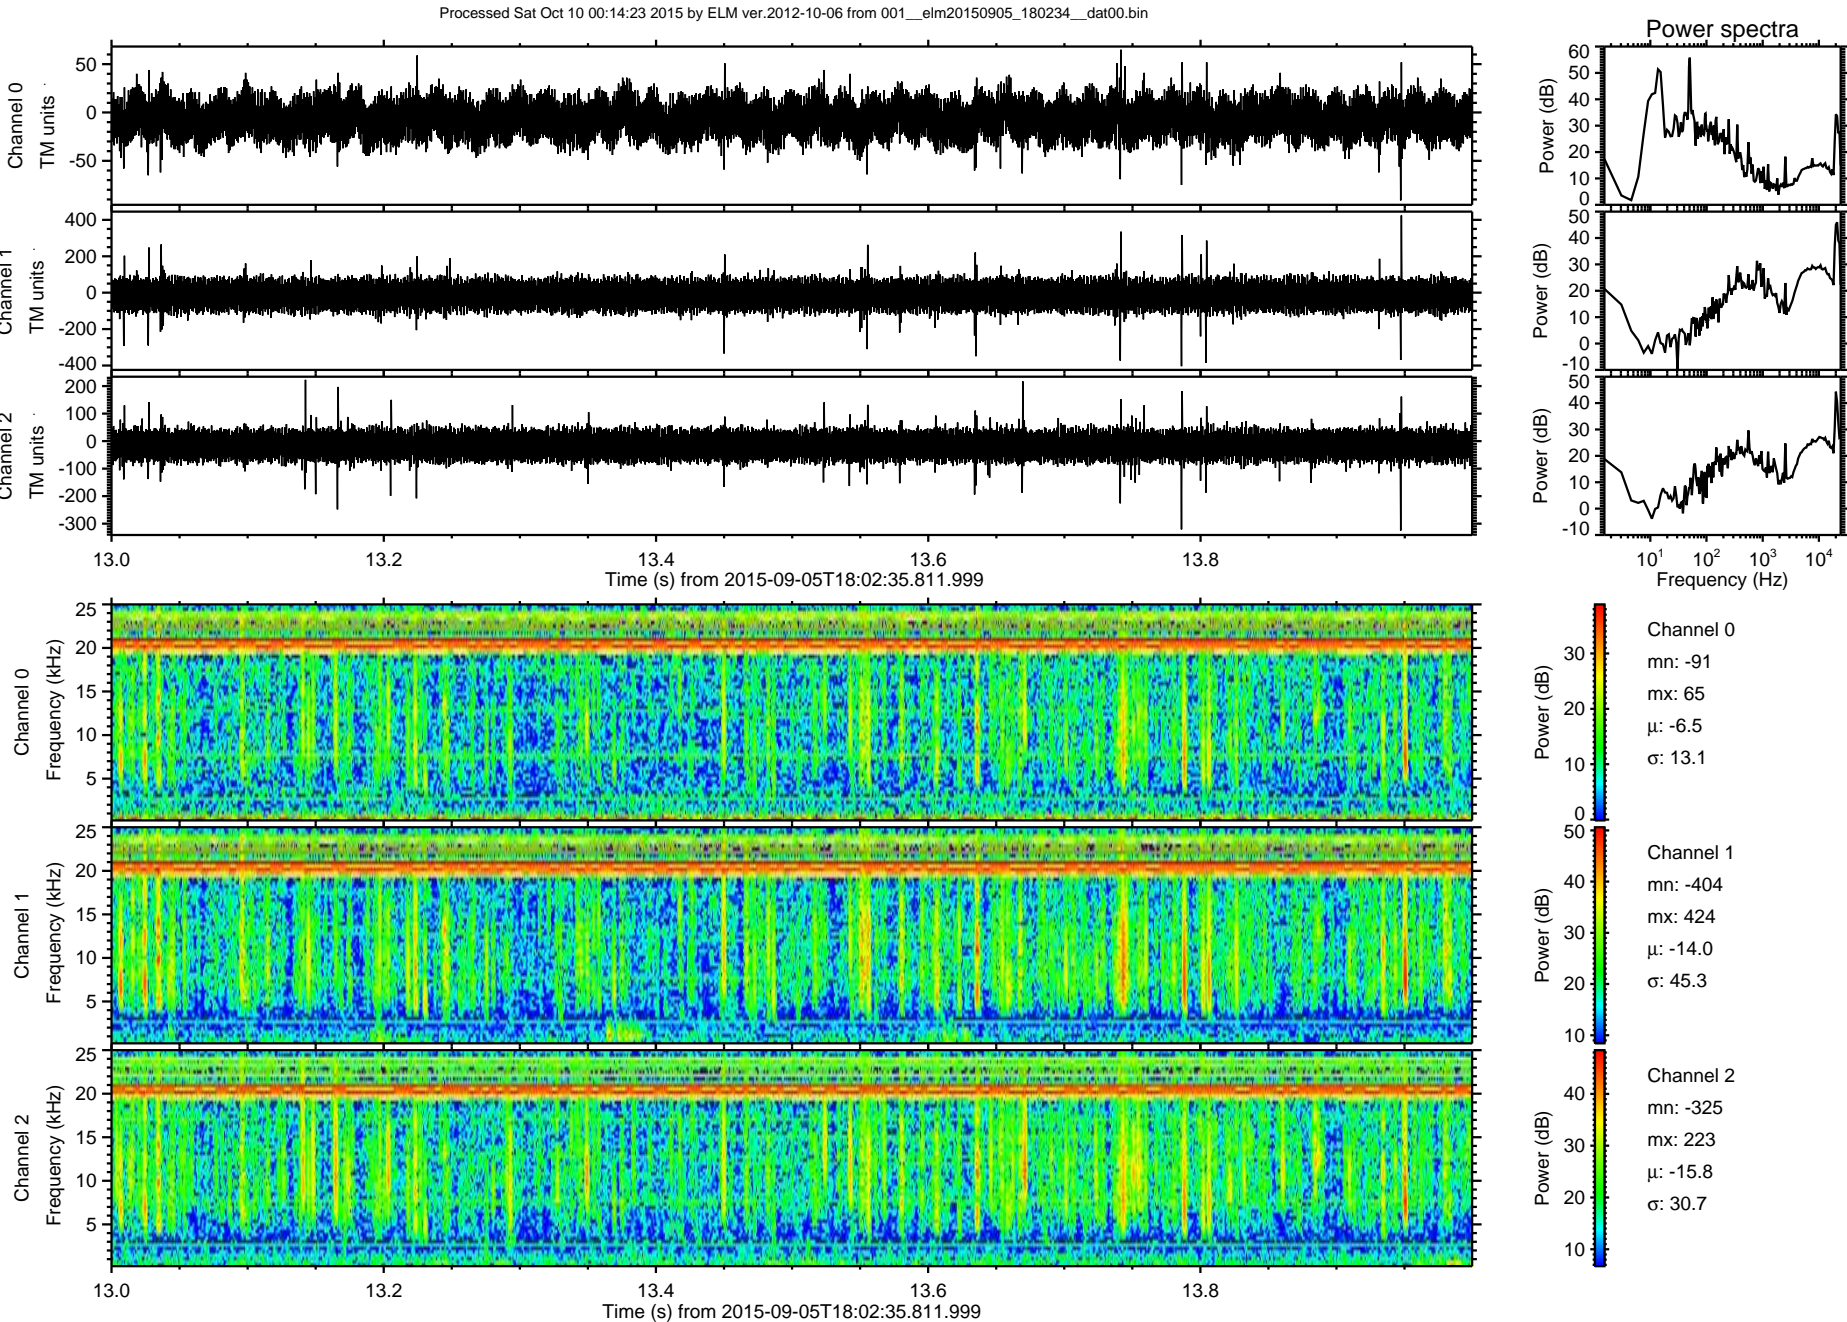 Processed Sat Oct 10 00:14:23 2015 by ELM ver.2012-10-06 from 001__elm20150905_180234__dat00.bin
Power spectra
Channel 0
TM units
50
0
-50
Power (dB)
60
50
40
30
20
10
0
Channel 1
TM units
400
200
0
-200
-400
Power (dB)
50
40
30
20
10
0
-10
Channel 2
TM units
200
100
0
-100
-200
-300
Power (dB)
50
40
30
20
10
0
-10
13.0 13.2 13.4 13.6 13.8
Time (s) from 2015-09-05T18:02:35.811.999
10¹ 10² 10³ 10⁴
Frequency (Hz)
Channel 0
Frequency (kHz)
25
20
15
10
5
Power (dB)
30
20
10
0
Channel 0
mn: -91
mx: 65
μ: -6.5
σ: 13.1
Channel 1
Frequency (kHz)
25
20
15
10
5
Power (dB)
50
40
30
20
10
Channel 1
mn: -404
mx: 424
μ: -14.0
σ: 45.3
Channel 2
Frequency (kHz)
25
20
15
10
5
Power (dB)
40
30
20
10
Channel 2
mn: -325
mx: 223
μ: -15.8
σ: 30.7
13.0 13.2 13.4 13.6 13.8
Time (s) from 2015-09-05T18:02:35.811.999